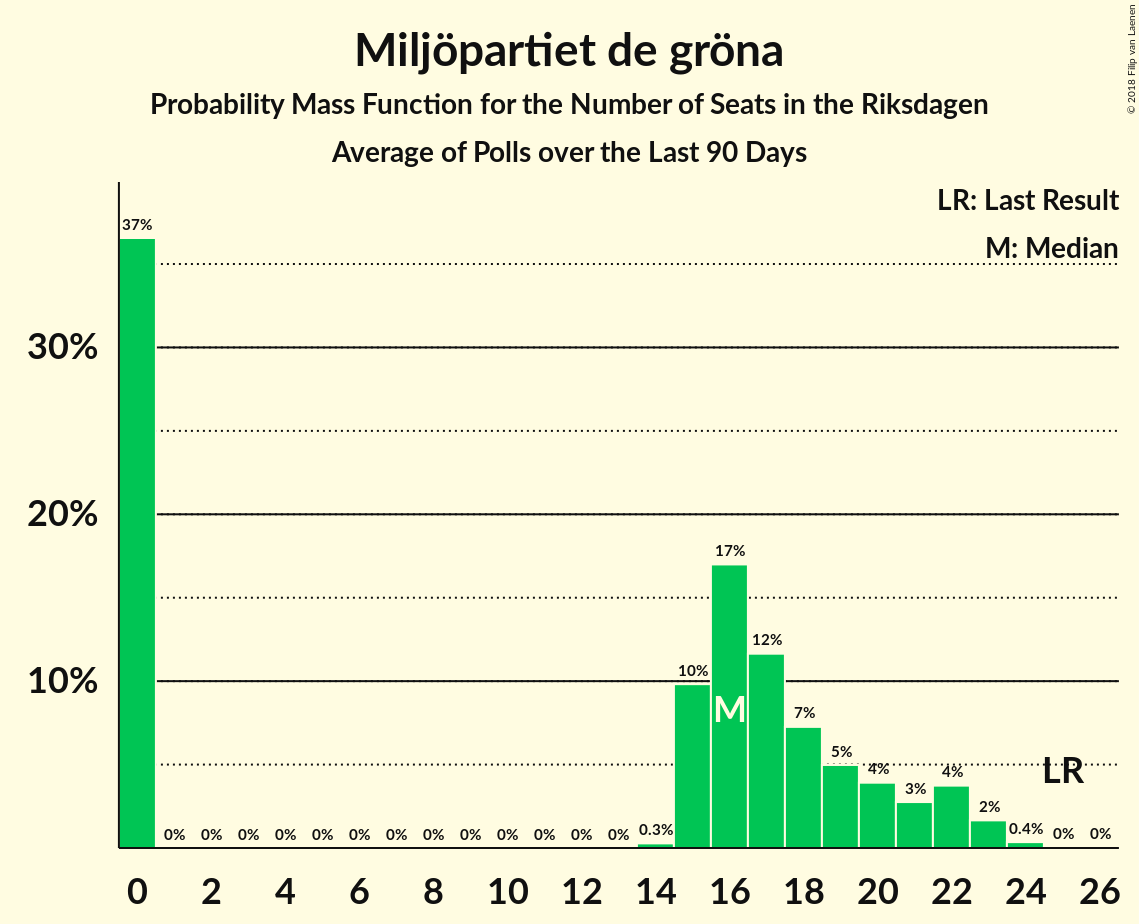 Miljöpartiet de gröna
Probability Mass Function for the Number of Seats in the Riksdagen
Average of Polls over the Last 90 Days
© 2018 Filip van Laenen
LR: Last Result
M: Median
30%
20%
10%
37%
0% 0% 0% 0% 0% 0% 0% 0% 0% 0% 0% 0% 0% 0.3% 10% 17% 12% 7% 5% 4% 3% 4% 2% 0.4% 0% 0%
M
LR
0 2 4 6 8 10 12 14 16 18 20 22 24 26